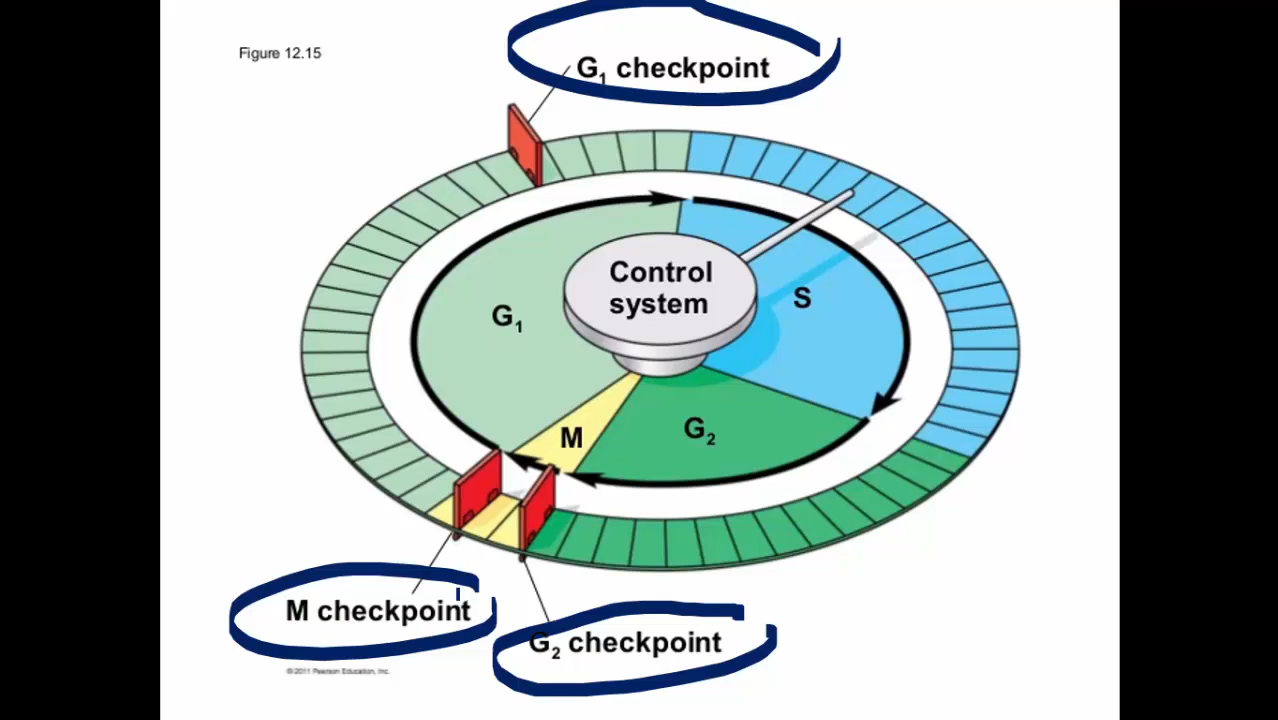 Figure 12.15
G₁ checkpoint
Control
system
S
G₁
M
G₂
M checkpoint
G₂ checkpoint
© 2011 Pearson Education, Inc.